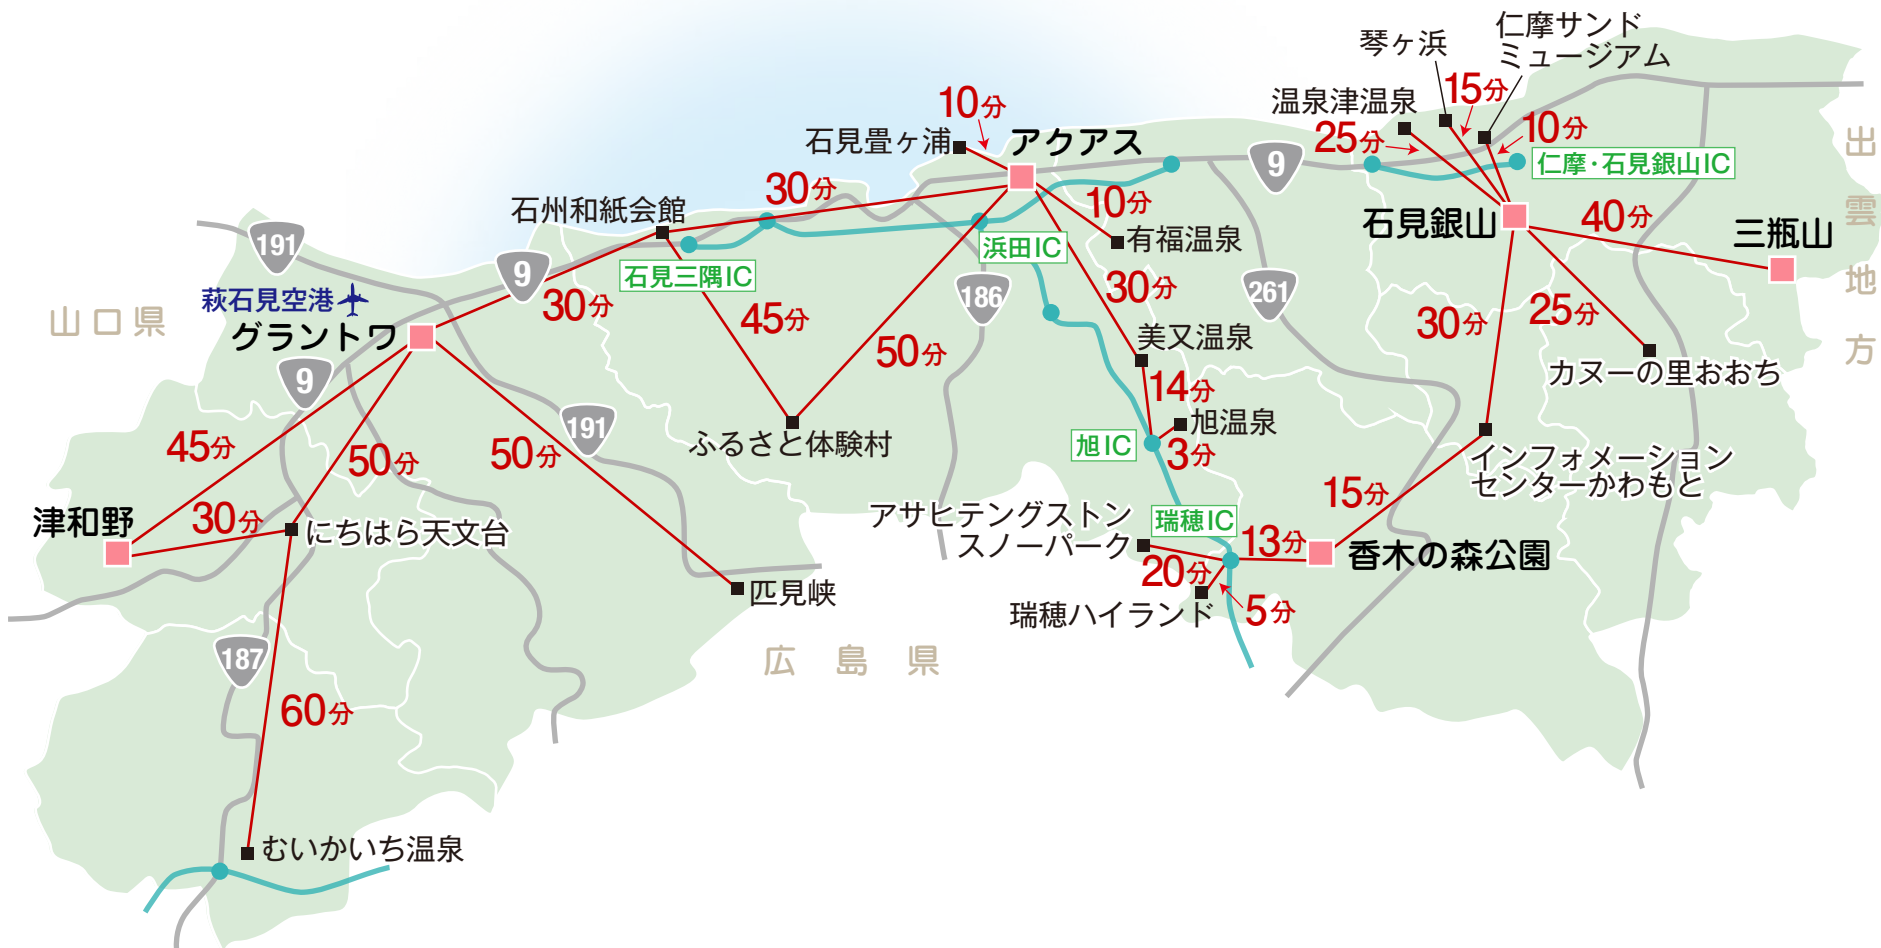 仁摩サンド
ミュージアム
琴ヶ浜
15分
温泉津温泉
25分
10分
仁摩・石見銀山IC
出雲地方
10分
石見畳ヶ浦
アクアス
9
30分
10分
有福温泉
石州和紙会館
浜田IC
石見銀山
40分
三瓶山
191
9
石見三隅IC
186
30分
261
萩石見空港
30分
45分
50分
30分
25分
山口県
グラントワ
美又温泉
カヌーの里おおち
9
14分
191
旭温泉
45分
50分
50分
ふるさと体験村
旭IC
3分
インフォメーション
センターかわもと
15分
津和野
30分
にちはら天文台
アサヒテングストン
スノーパーク
瑞穂IC
13分
香木の森公園
20分
匹見峡
瑞穂ハイランド
5分
187
広島県
60分
むいかいち温泉